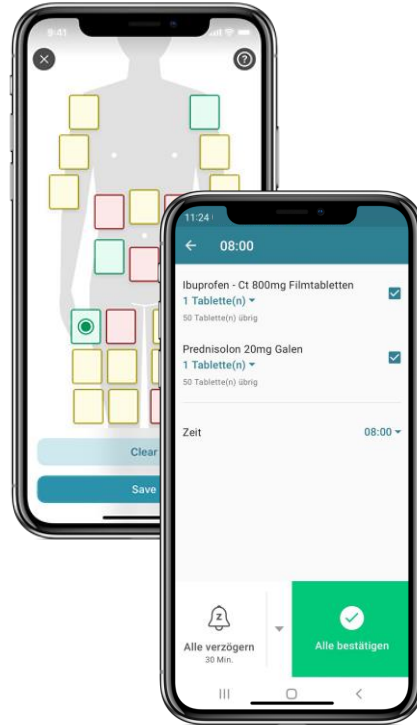 9:41
Clear
Save
11:24
08:00
Ibuprofen - Ct 800mg Filmtabletten
1 Tablette(n)
50 Tablette(n) übrig
Prednisolon 20mg Galen
1 Tablette(n)
50 Tablette(n) übrig
Zeit
08:00
z
Alle verzögern
30 Min.
Alle bestätigen